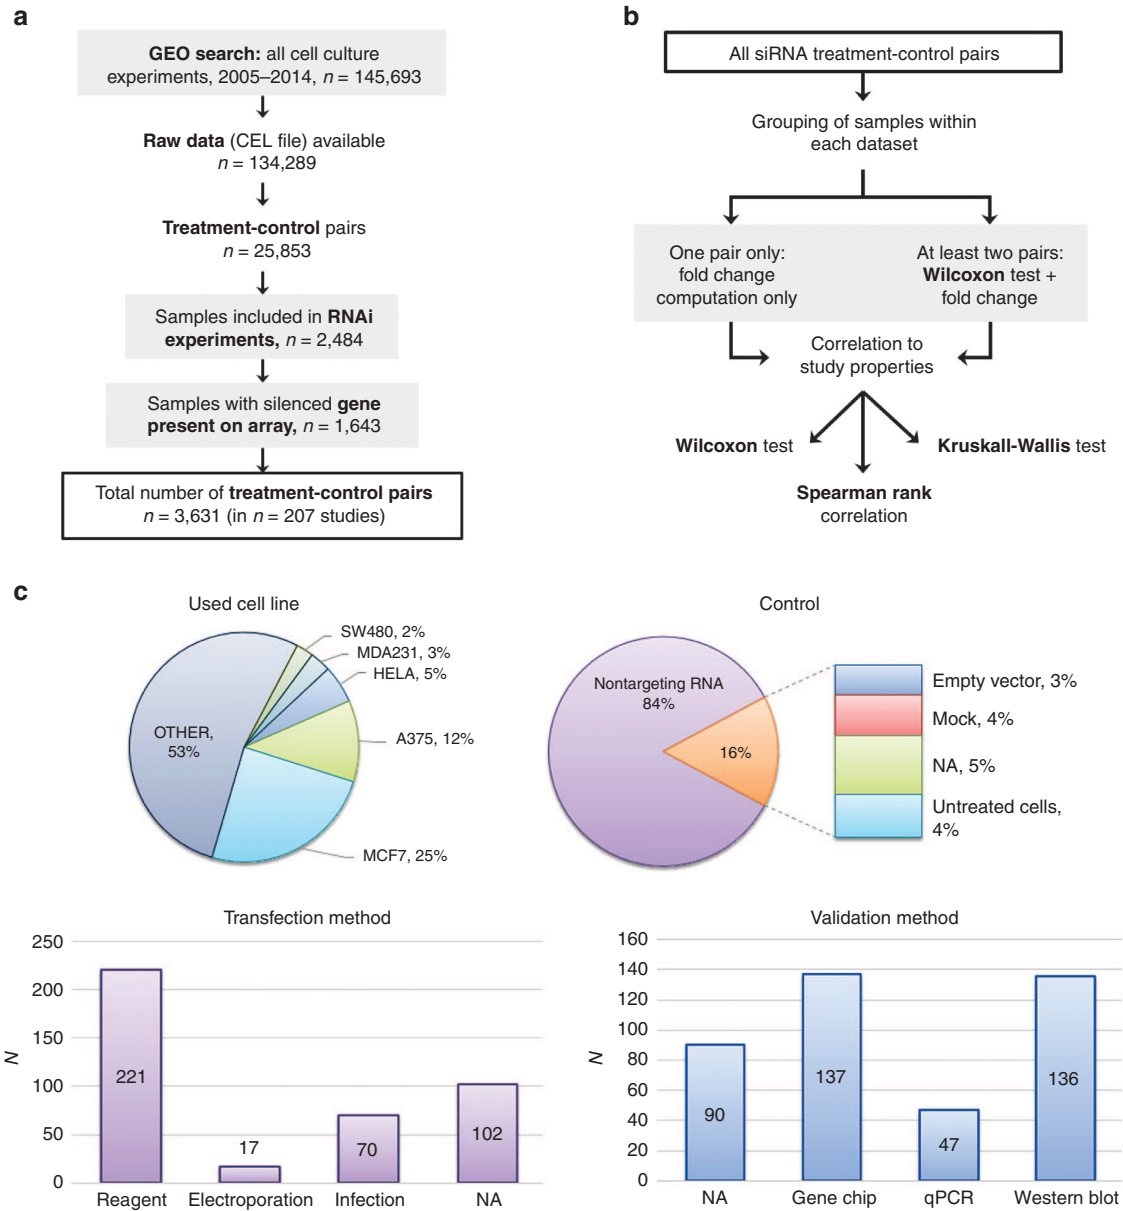 a
GEO search: all cell culture
experiments, 2005–2014, n = 145,693
Raw data (CEL file) available
n = 134,289
Treatment-control pairs
n = 25,853
Samples included in RNAi
experiments, n = 2,484
Samples with silenced gene
present on array, n = 1,643
Total number of treatment-control pairs
n = 3,631 (in n = 207 studies)
b
All siRNA treatment-control pairs
Grouping of samples within
each dataset
One pair only:
fold change
computation only
At least two pairs:
Wilcoxon test +
fold change
Correlation to
study properties
Wilcoxon test
Kruskall-Wallis test
Spearman rank
correlation
c
Used cell line
SW480, 2%
MDA231, 3%
HELA, 5%
OTHER,
53%
A375, 12%
MCF7, 25%
Control
Nontargeting RNA
84%
16%
Empty vector, 3%
Mock, 4%
NA, 5%
Untreated cells,
4%
Transfection method
250
200
150
100
50
0
N
221
17
70
102
Reagent
Electroporation
Infection
NA
Validation method
160
140
120
100
80
60
40
20
0
N
90
137
47
136
NA
Gene chip
qPCR
Western blot